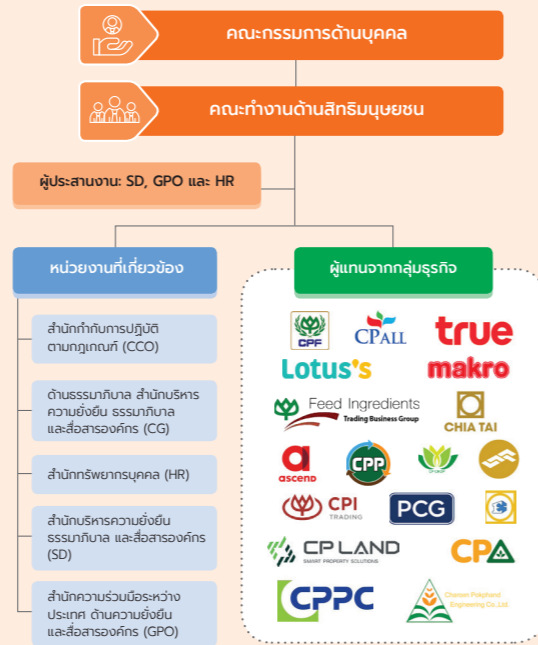 คณะกรรมการด้านบุคคล
คณะทำงานด้านสิทธิมนุษยชน
ผู้ประสานงาน: SD, GPO และ HR
หน่วยงานที่เกี่ยวข้อง
สำนักกำกับการปฏิบัติ
ตามกฎเกณฑ์ (CCO)
ด้านธรรมาภิบาล สำนักบริหาร
ความยั่งยืน ธรรมาภิบาล
และสื่อสารองค์กร (CG)
สำนักทรัพยากรบุคคล (HR)
สำนักบริหารความยั่งยืน
ธรรมาภิบาล และสื่อสารองค์กร
(SD)
สำนักความร่วมมือระหว่าง
ประเทศ ด้านความยั่งยืน
และสื่อสารองค์กร (GPO)
ผู้แทนจากกลุ่มธุรกิจ
CPF
CPALL
true
Lotus's
makro
Feed Ingredients
Trading Business Group
CHIA TAI
ascend
CPP
CPI
TRADING
PCG
CP LAND
SMART PROPERTY SOLUTIONS
CPA
CPPC
Charoen Pokphand
Engineering Co.,Ltd.